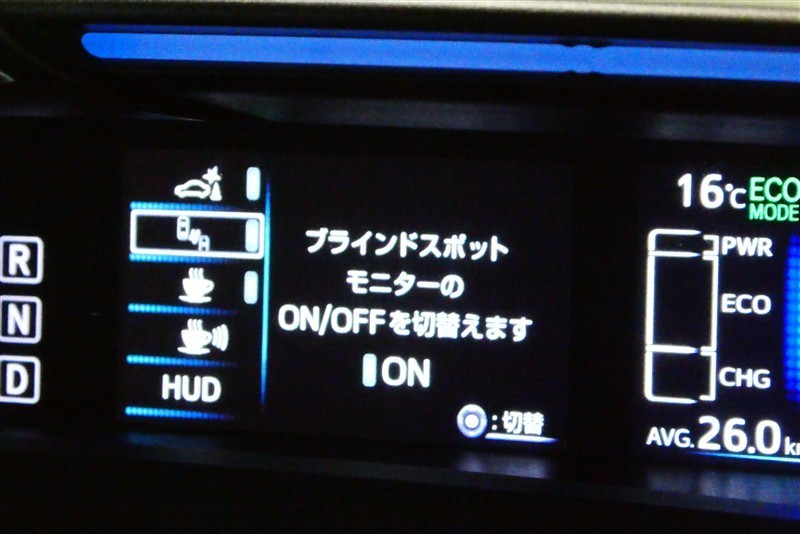 R
N
D
HUD
ブラインドスポット
モニターの
ON/OFFを切替えます
ON
:切替
16℃
ECO
MODE
PWR
ECO
CHG
AVG. 26.0